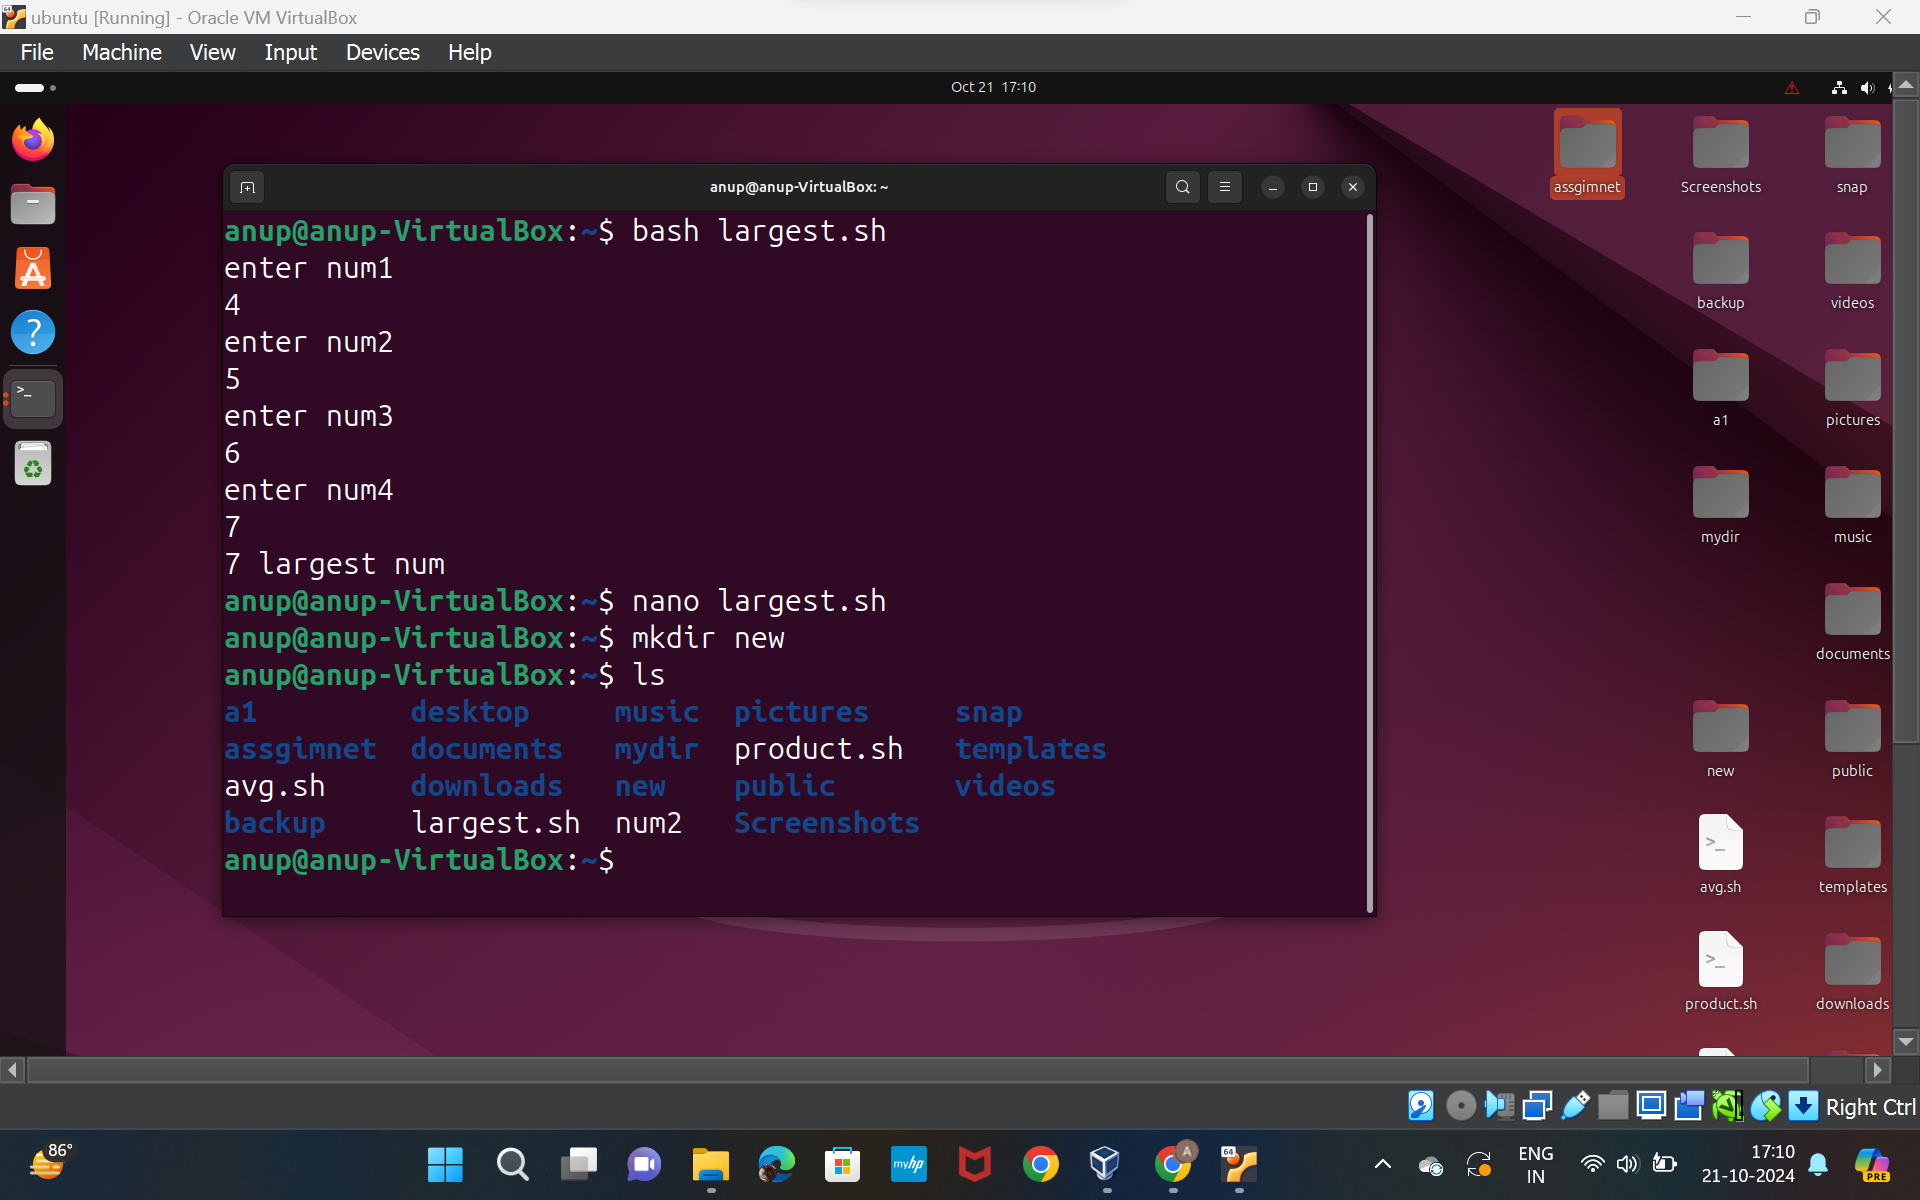 ubuntu [Running] - Oracle VM VirtualBox
File Machine View Input Devices Help
Oct 21 17:10
anup@anup-VirtualBox: ~
anup@anup-VirtualBox:~$ bash largest.sh
enter num1
4
enter num2
5
enter num3
6
enter num4
7
7 largest num
anup@anup-VirtualBox:~$ nano largest.sh
anup@anup-VirtualBox:~$ mkdir new
anup@anup-VirtualBox:~$ ls
a1 desktop music pictures snap
assgimnet documents mydir product.sh templates
avg.sh downloads new public videos
backup largest.sh num2 Screenshots
anup@anup-VirtualBox:~$
assgimnet Screenshots snap
backup videos
a1 pictures
mydir music
documents
new public
avg.sh templates
product.sh downloads
Right Ctrl
86°
myhp
64
A
64
ENG
IN
17:10
21-10-2024
PRE